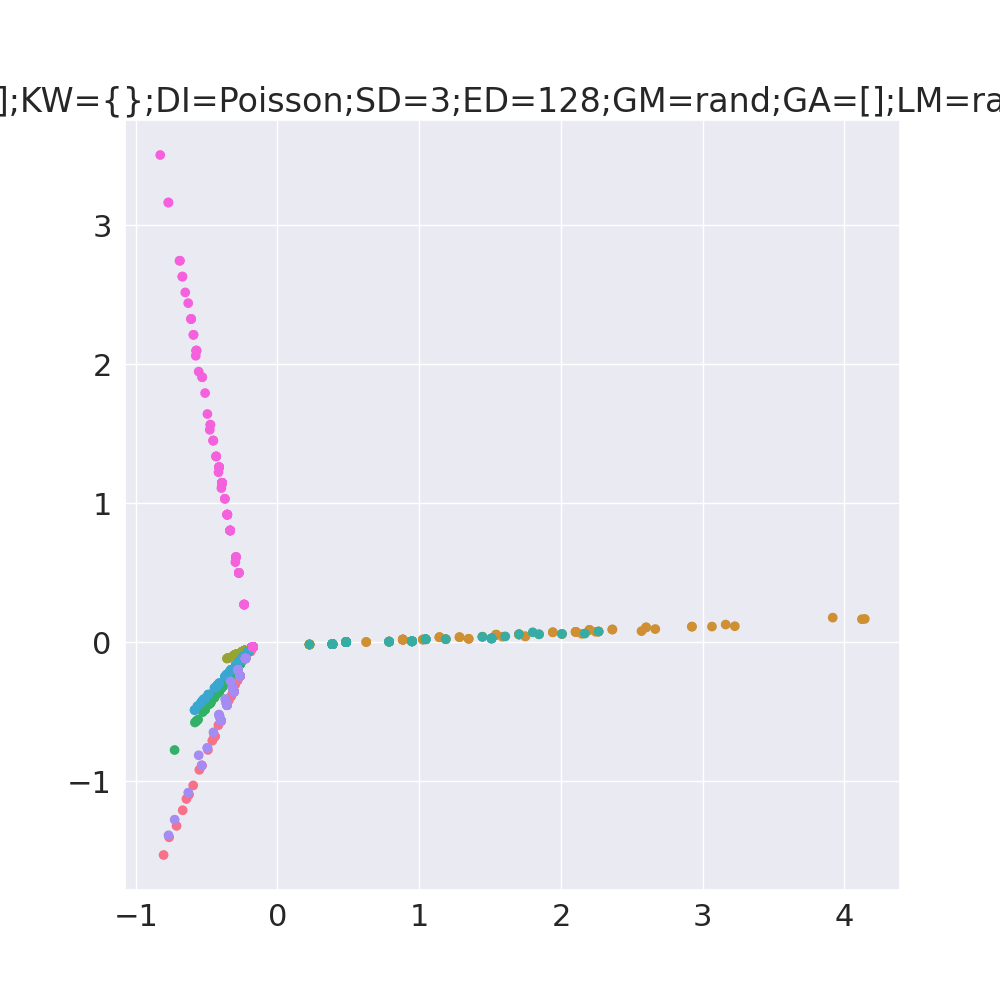 ];KW={};DI=Poisson;SD=3;ED=128;GM=rand;GA=[];LM=ra
3
2
1
0
−1
−1 0 1 2 3 4